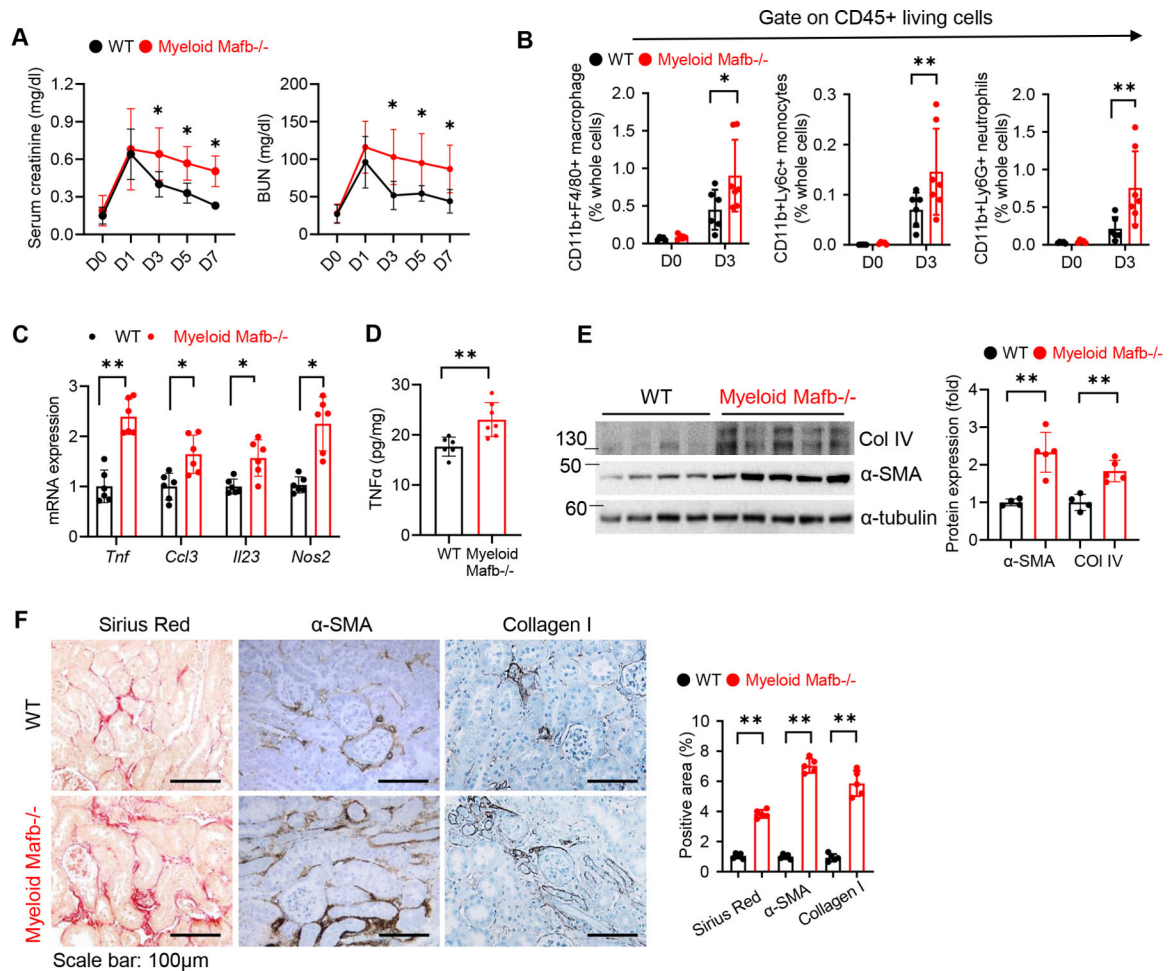 A
WT Myeloid Mafb-/-
Serum creatinine (mg/dl)
1.2
0.9
0.6
0.3
0.0
* * *
D0 D1 D3 D5 D7
BUN (mg/dl)
200
150
100
50
0
* * *
D0 D1 D3 D5 D7
Gate on CD45+ living cells
B
WT Myeloid Mafb-/-
CD11b+F4/80+ macrophage
(% whole cells)
2.0
1.5
1.0
0.5
0.0
*
D0 D3
CD11b+Ly6c+ monocytes
(% whole cells)
0.3
0.2
0.1
0.0
**
D0 D3
CD11b+Ly6G+ neutrophils
(% whole cells)
2.0
1.5
1.0
0.5
0.0
**
D0 D3
C
WT Myeloid Mafb-/-
mRNA expression
3
2
1
0
** * * *
Tnf Ccl3 Il23 Nos2
D
TNFα (pg/mg)
30
20
10
0
**
WT Myeloid
Mafb-/-
E
WT Myeloid Mafb-/-
130 Col IV
50 α-SMA
60 α-tubulin
WT Myeloid Mafb-/-
Protein expression (fold)
4
3
2
1
0
** **
α-SMA COl IV
F
Sirius Red α-SMA Collagen I
WT
Myeloid Mafb-/-
Scale bar: 100μm
WT Myeloid Mafb-/-
Positive area (%)
10
8
6
4
2
0
** ** **
Sirius Red α-SMA Collagen I